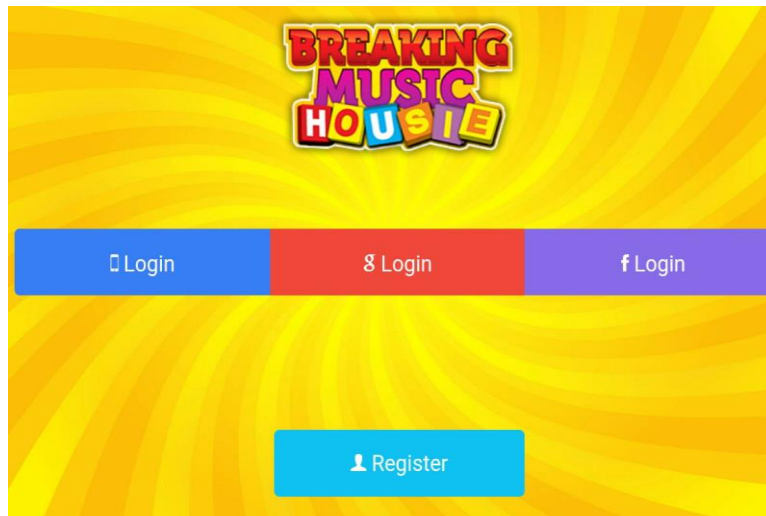 BREAKING
MUSIC
HOUSIE
Login
g Login
f Login
Register